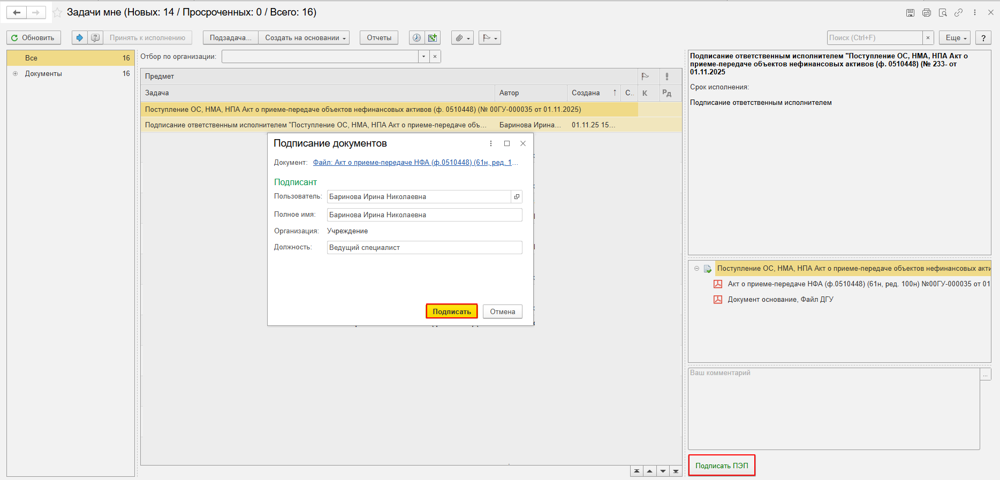 Задачи мне (Новых: 14 / Просроченных: 0 / Всего: 16)
Обновить
Принять к исполнению
Подзадача...
Создать на основании
Отчеты
Поиск (Ctrl+F)
×
Еще
?
Все 16
Документы 16
Отбор по организации:
Предмет
Задача Автор Создана ↑ С.. К Рд
Поступление ОС, НМА, НПА Акт о приеме-передаче объектов нефинансовых активов (ф. 0510448) (№ 00ГУ-000035 от 01.11.2025)
Подписание ответственным исполнителем "Поступление ОС, НМА, НПА Акт о приеме-передаче объ... Баринова Ирина... 01.11.25 15...
Подписание документов
Документ: Файл: Акт о приеме-передаче НФА (ф.0510448) (61н, ред. 1...
Подписант
Пользователь: Баринова Ирина Николаевна
Полное имя: Баринова Ирина Николаевна
Организация: Учреждение
Должность: Ведущий специалист
Подписать Отмена
Подписание ответственным исполнителем "Поступление ОС, НМА, НПА Акт о
приеме-передаче объектов нефинансовых активов (ф. 0510448) (№ 233- от
01.11.2025
Срок исполнения:
Подписание ответственным исполнителем
Поступление ОС, НМА, НПА Акт о приеме-передаче объектов нефинансовых акти
Акт о приеме-передаче НФА (ф.0510448) (61н, ред. 100н) №00ГУ-000035 от 01
Документ основание, Файл ДГУ
Ваш комментарий
...
Подписать ПЭП